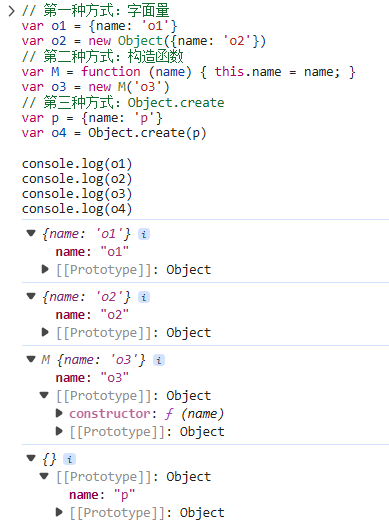 // 第一种方式：字面量
var o1 = {name: 'o1'}
var o2 = new Object({name: 'o2'})
// 第二种方式：构造函数
var M = function (name) { this.name = name; }
var o3 = new M('o3')
// 第三种方式：Object.create
var p = {name: 'p'}
var o4 = Object.create(p)

console.log(o1)
console.log(o2)
console.log(o3)
console.log(o4)
{name: 'o1'} i
name: "o1"
[[Prototype]]: Object
{name: 'o2'} i
name: "o2"
[[Prototype]]: Object
M {name: 'o3'} i
name: "o3"
[[Prototype]]: Object
constructor: ƒ (name)
[[Prototype]]: Object
{} i
[[Prototype]]: Object
name: "p"
[[Prototype]]: Object